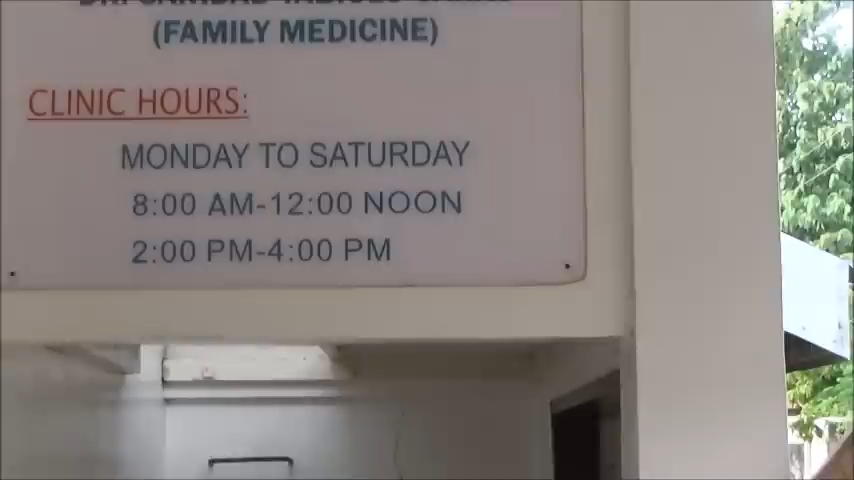 (FAMILY MEDICINE)
CLINIC HOURS:
MONDAY TO SATURDAY
8:00 AM-12:00 NOON
2:00 PM-4:00 PM